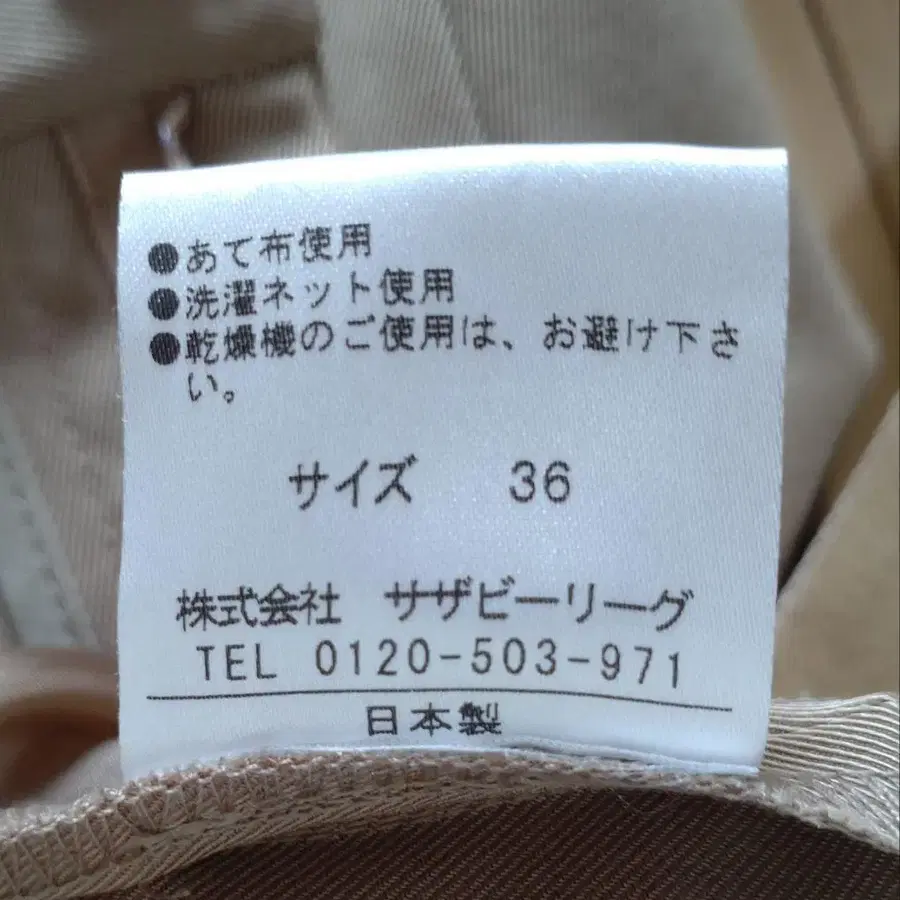 ●あて布使用
●洗濯ネット使用
●乾燥機のご使用は、お避け下さ
い。
サイズ 36
株式会社 サザビーリーグ
TEL 0120-503-971
日本製